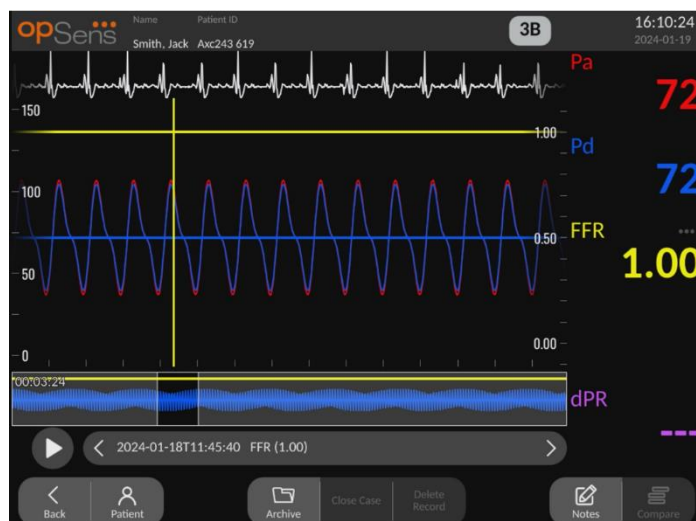 opSens
Name Patient ID
Smith, Jack Axc243 619
3B
16:10:24
2024-01-19
Pa
72
Pd
72
FFR
...
1.00
dPR
---
150
100
50
0
1.00
0.50
0.00
00:03:24
2024-01-18T11:45:40 FFR (1.00)
Back
Patient
Archive
Close Case
Delete
Record
Notes
Compare